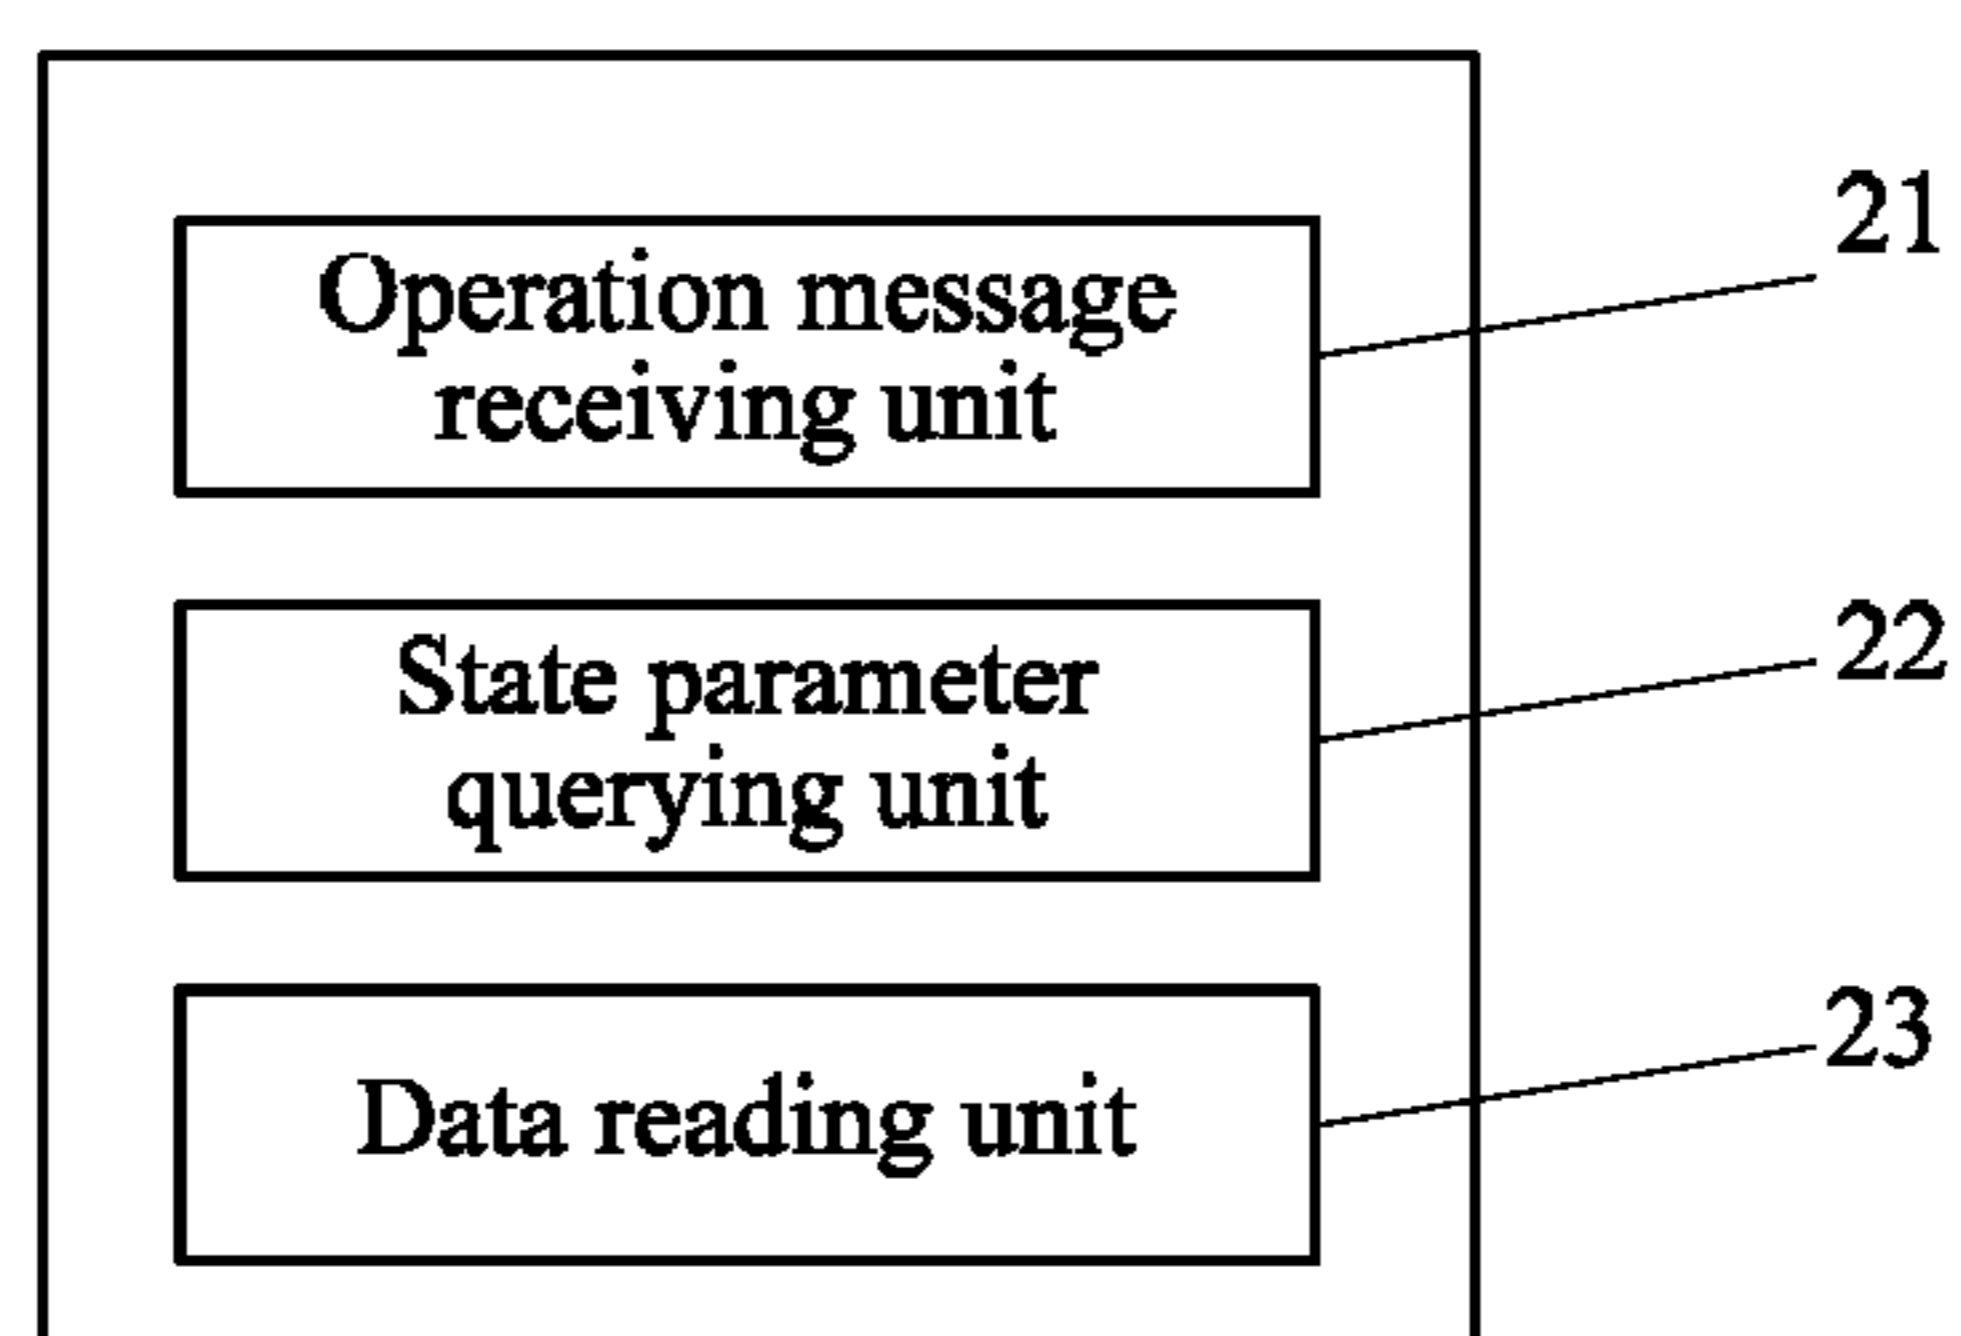 21
Operation message
receiving unit
22
State parameter
querying unit
23
Data reading unit